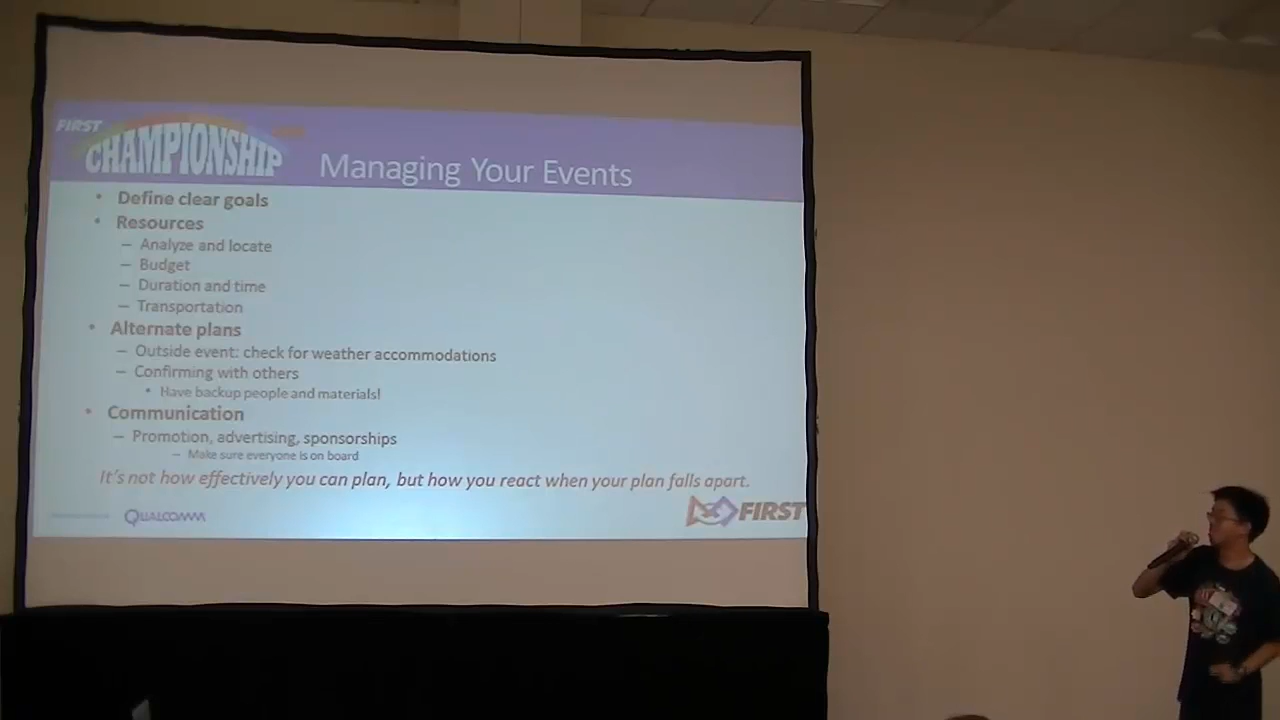 FIRST
CHAMPIONSHIP
Managing Your Events
• Define clear goals
• Resources
– Analyze and locate
– Budget
– Duration and time
– Transportation
• Alternate plans
– Outside event: check for weather accommodations
– Confirming with others
• Have backup people and materials!
• Communication
– Promotion, advertising, sponsorships
– Make sure everyone is on board
It's not how effectively you can plan, but how you react when your plan falls apart.
QUALCOMM
FIRST